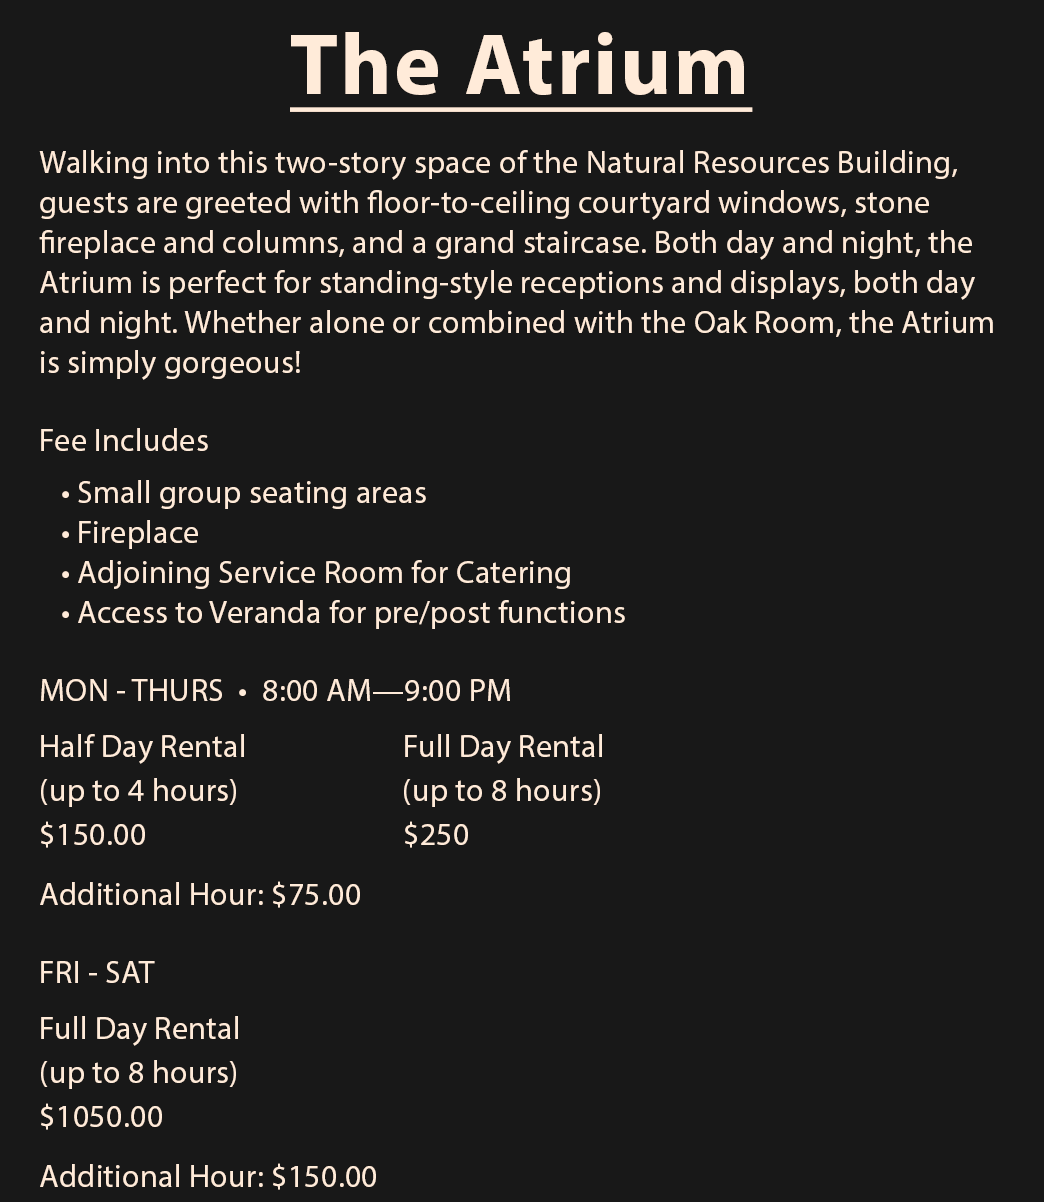 The Atrium
Walking into this two-story space of the Natural Resources Building,
guests are greeted with floor-to-ceiling courtyard windows, stone
fireplace and columns, and a grand staircase. Both day and night, the
Atrium is perfect for standing-style receptions and displays, both day
and night. Whether alone or combined with the Oak Room, the Atrium
is simply gorgeous!
Fee Includes
• Small group seating areas
• Fireplace
• Adjoining Service Room for Catering
• Access to Veranda for pre/post functions
MON - THURS • 8:00 AM—9:00 PM
Half Day Rental Full Day Rental
(up to 4 hours) (up to 8 hours)
$150.00 $250
Additional Hour: $75.00
FRI - SAT
Full Day Rental
(up to 8 hours)
$1050.00
Additional Hour: $150.00